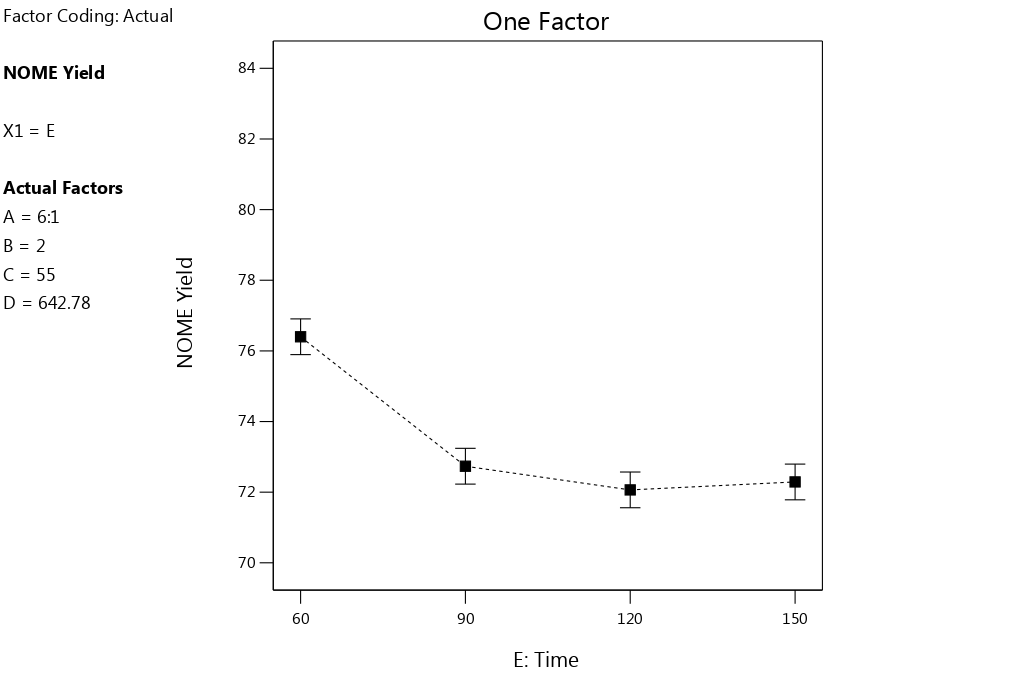 Factor Coding: Actual
One Factor
NOME Yield
X1 = E
Actual Factors
A = 6:1
B = 2
C = 55
D = 642.78
NOME Yield
84
82
80
78
76
74
72
70
60 90 120 150
E: Time